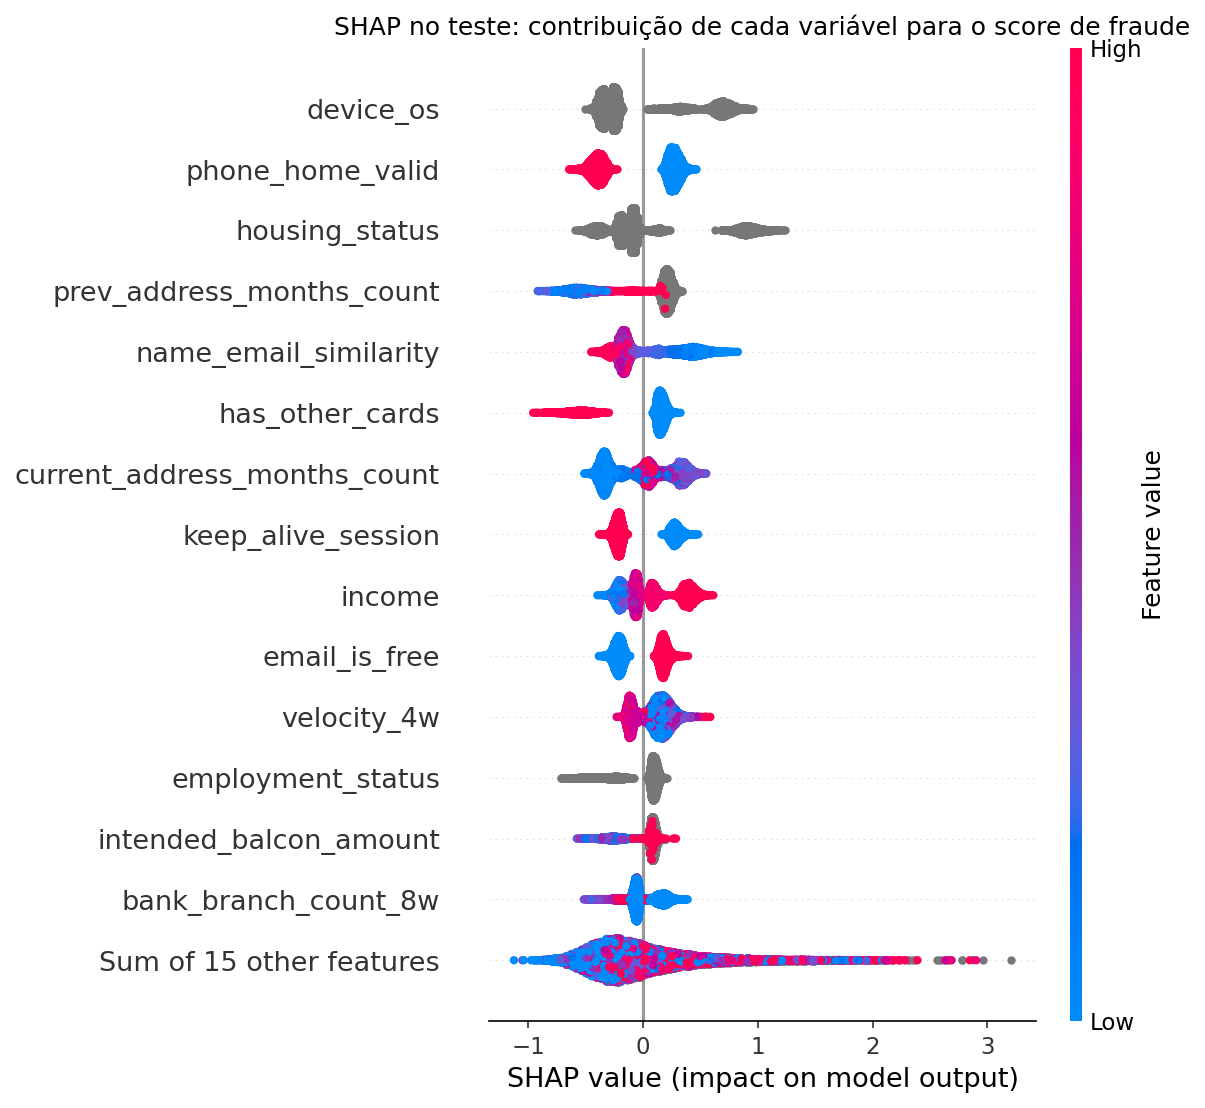 SHAP no teste: contribuição de cada variável para o score de fraude
High
device_os
phone_home_valid
housing_status
prev_address_months_count
name_email_similarity
has_other_cards
current_address_months_count
keep_alive_session
income
email_is_free
velocity_4w
employment_status
intended_balcon_amount
bank_branch_count_8w
Sum of 15 other features
Feature value
Low
−1 0 1 2 3
SHAP value (impact on model output)